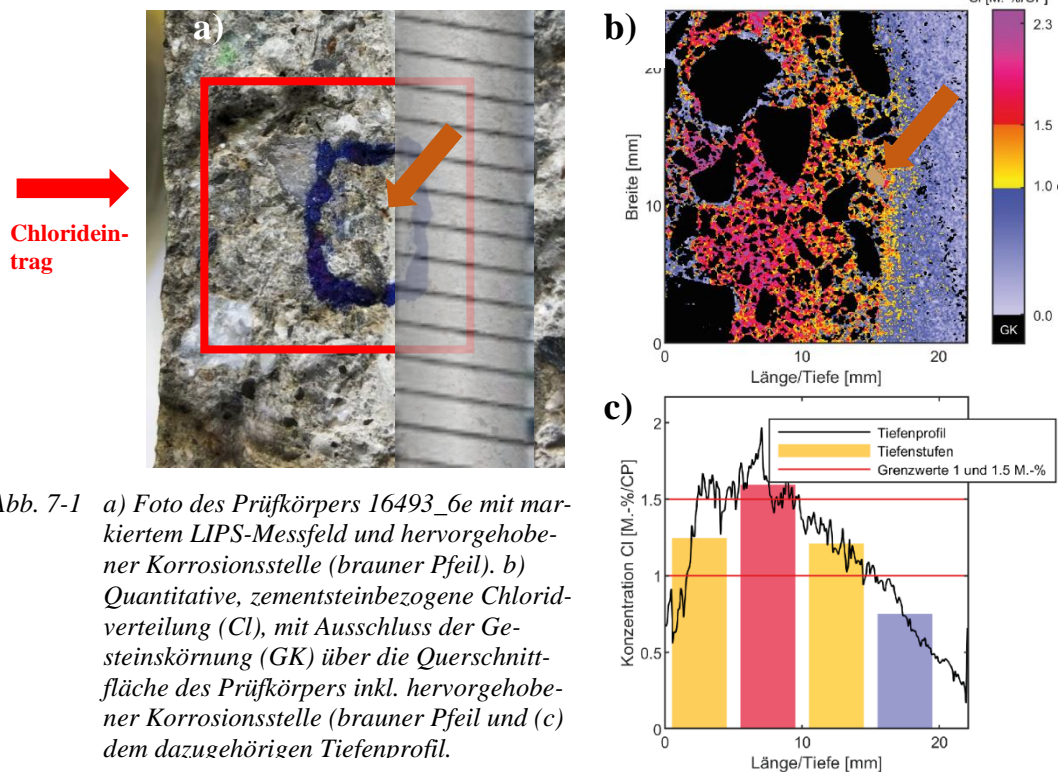 a)
Chloridein-
trag
b)
Cl [M.-%/CP]
2.3
1.5
1.0
0.0
GK
20
10
0
Breite [mm]
0 10 20
Länge/Tiefe [mm]
c)
2
1.5
1
0.5
0
Konzentration Cl [M.-%/CP]
Tiefenprofil
Tiefenstufen
Grenzwerte 1 und 1.5 M.-%
0 10 20
Länge/Tiefe [mm]
Abb. 7-1 a) Foto des Prüfkörpers 16493_6e mit mar-
kiertem LIPS-Messfeld und hervorgehobe-
ner Korrosionsstelle (brauner Pfeil). b)
Quantitative, zementsteinbezogene Chlorid-
verteilung (Cl), mit Ausschluss der Ge-
steinskörnung (GK) über die Querschnitt-
fläche des Prüfkörpers inkl. hervorgehobe-
ner Korrosionsstelle (brauner Pfeil und (c)
dem dazugehörigen Tiefenprofil.